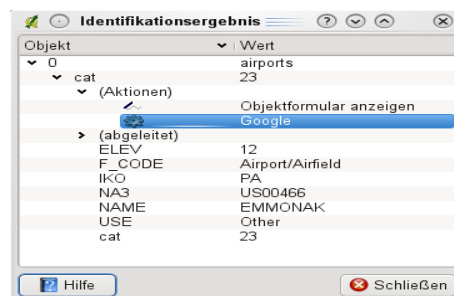 Identifikationsergebnis
Objekt Wert
0 airports
cat 23
(Aktionen)
Objektformular anzeigen
Google
(abgeleitet)
ELEV 12
F_CODE Airport/Airfield
IKO PA
NA3 US00466
NAME EMMONAK
USE Other
cat 23
Hilfe Schließen